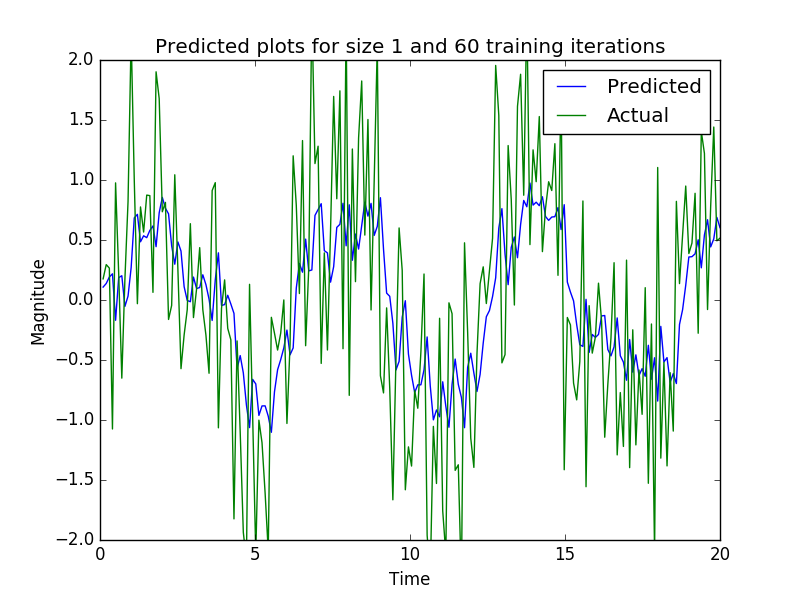 Predicted plots for size 1 and 60 training iterations
2.0
1.5
1.0
0.5
0.0
−0.5
−1.0
−1.5
−2.0
Magnitude
Predicted
Actual
0
5
10
15
20
Time